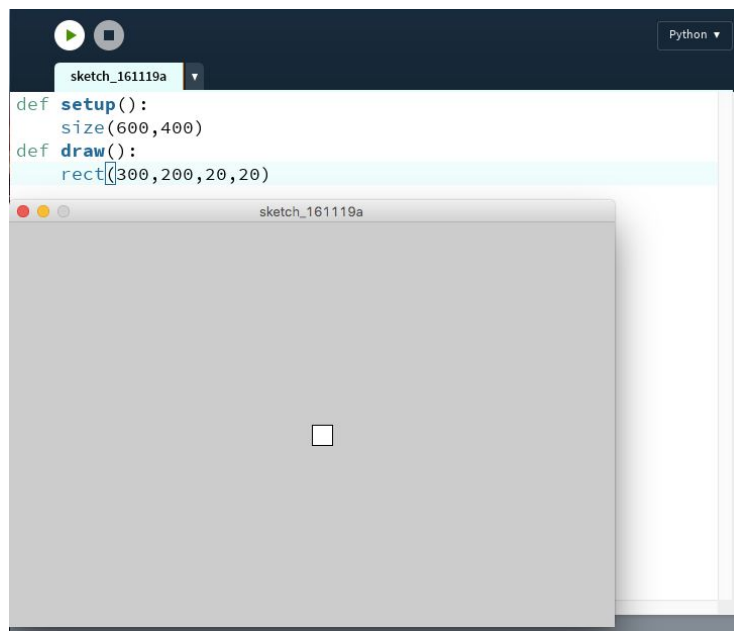 Python ▼
sketch_161119a ▼
def setup():
    size(600,400)
def draw():
    rect(300,200,20,20)
sketch_161119a